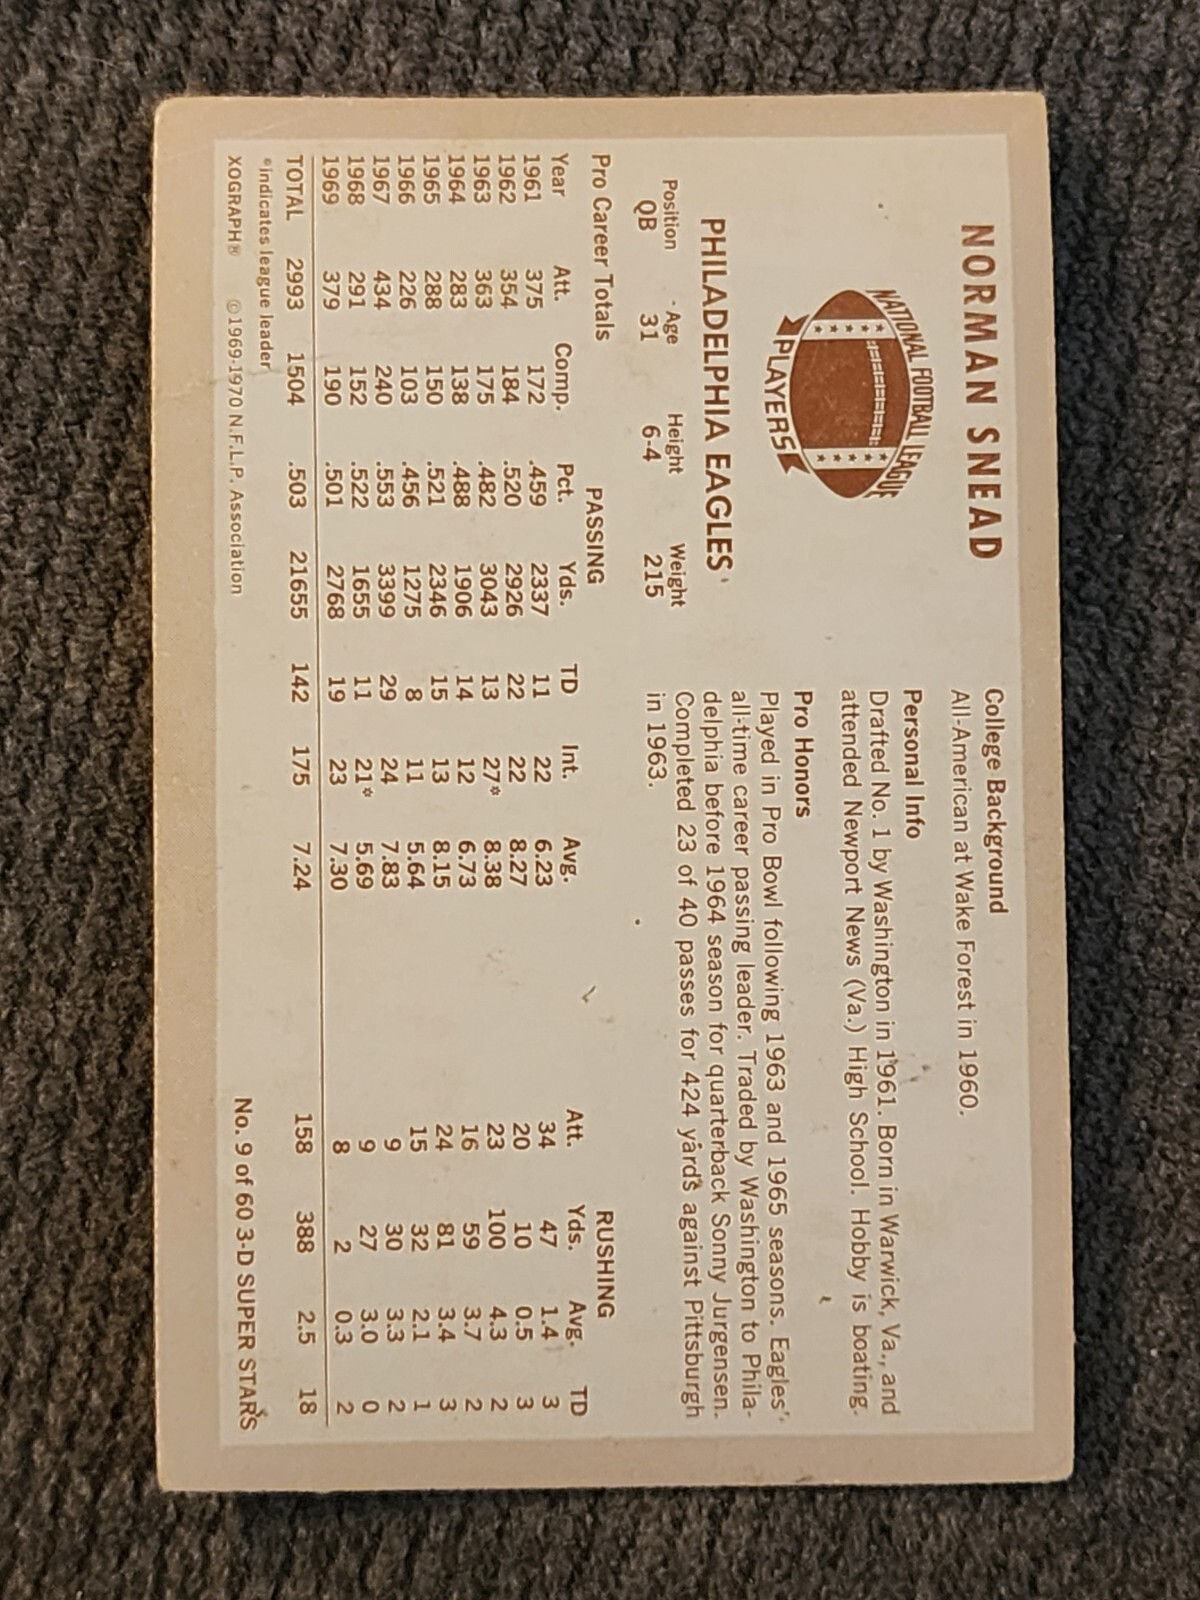 NORMAN SNEAD
NATIONAL FOOTBALL LEAGUE
PLAYERS
PHILADELPHIA EAGLES
Position Age Height Weight
QB 31 6-4 215
College Background
All-American at Wake Forest in 1960.
Personal Info
Drafted No. 1 by Washington in 1961. Born in Warwick, Va., and
attended Newport News (Va.) High School. Hobby is boating.
Pro Honors
Played in Pro Bowl following 1963 and 1965 seasons. Eagles'
all-time career passing leader. Traded by Washington to Phila-
delphia before 1964 season for quarterback Sonny Jurgensen.
Completed 23 of 40 passes for 424 yards against Pittsburgh
in 1963.
Pro Career Totals PASSING RUSHING
Year Att. Comp. Pct. Yds. TD Int. Avg. Att. Yds. Avg. TD
1961 375 172 .459 2337 11 22 6.23 34 47 1.4 3
1962 354 184 .520 2926 22 22 8.27 20 10 0.5 3
1963 363 175 .482 3043 13 27* 8.38 23 100 4.3 2
1964 283 138 .488 1906 14 12 6.73 16 59 3.7 2
1965 288 150 .521 2346 15 13 8.15 24 81 3.4 3
1966 226 103 .456 1275 8 11 5.64 15 32 2.1 1
1967 434 240 .553 3399 29 24 7.83 9 30 3.3 2
1968 291 152 .522 1655 11 21* 5.69 9 27 3.0 0
1969 379 190 .501 2768 19 23 7.30 8 2 0.3 2
TOTAL 2993 1504 .503 21655 142 175 7.24 158 388 2.5 18
*indicates league leader
XOGRAPH® ©1969-1970 N.F.L.P. Association No. 9 of 60 3-D SUPER STARS